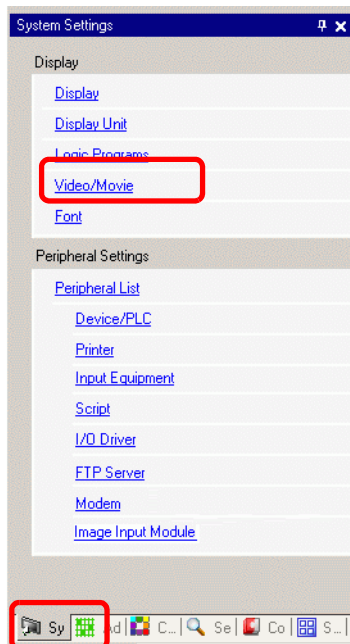 System Settings
Display
Display
Display Unit
Logic Programs
Video/Movie
Font
Peripheral Settings
Peripheral List
Device/PLC
Printer
Input Equipment
Script
I/O Driver
FTP Server
Modem
Image Input Module
Sy Ad C... Se Co S...